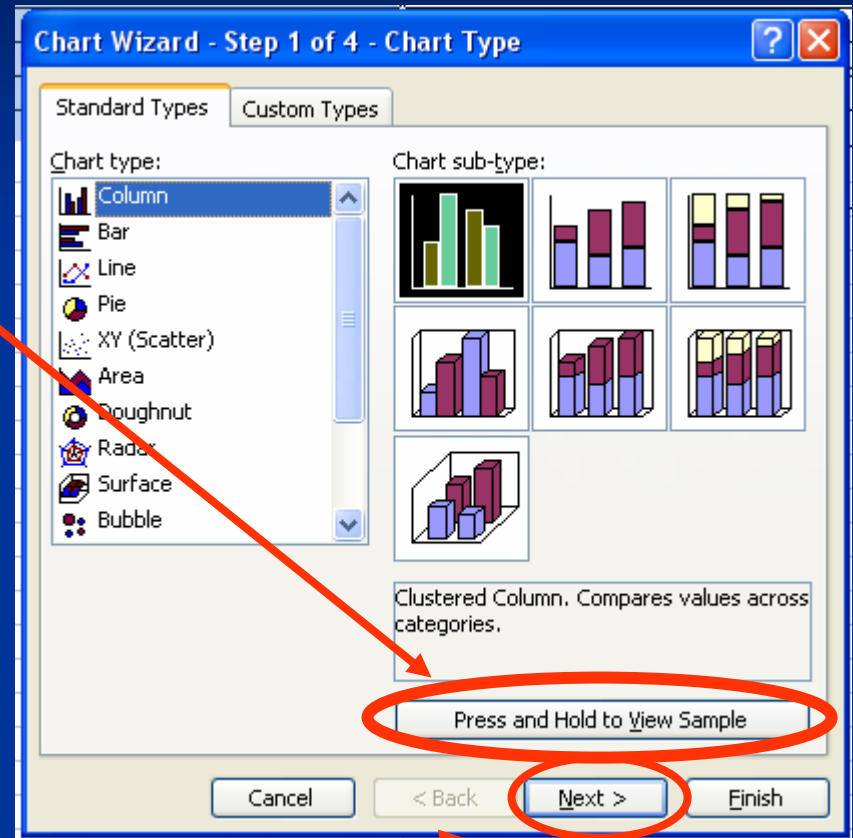 Chart Wizard - Step 1 of 4 - Chart Type
Standard Types
Custom Types
Chart type:
Column
Bar
Line
Pie
XY (Scatter)
Area
Doughnut
Radar
Surface
Bubble
Chart sub-type:
Clustered Column. Compares values across
categories.
Press and Hold to View Sample
Cancel
< Back
Next >
Finish